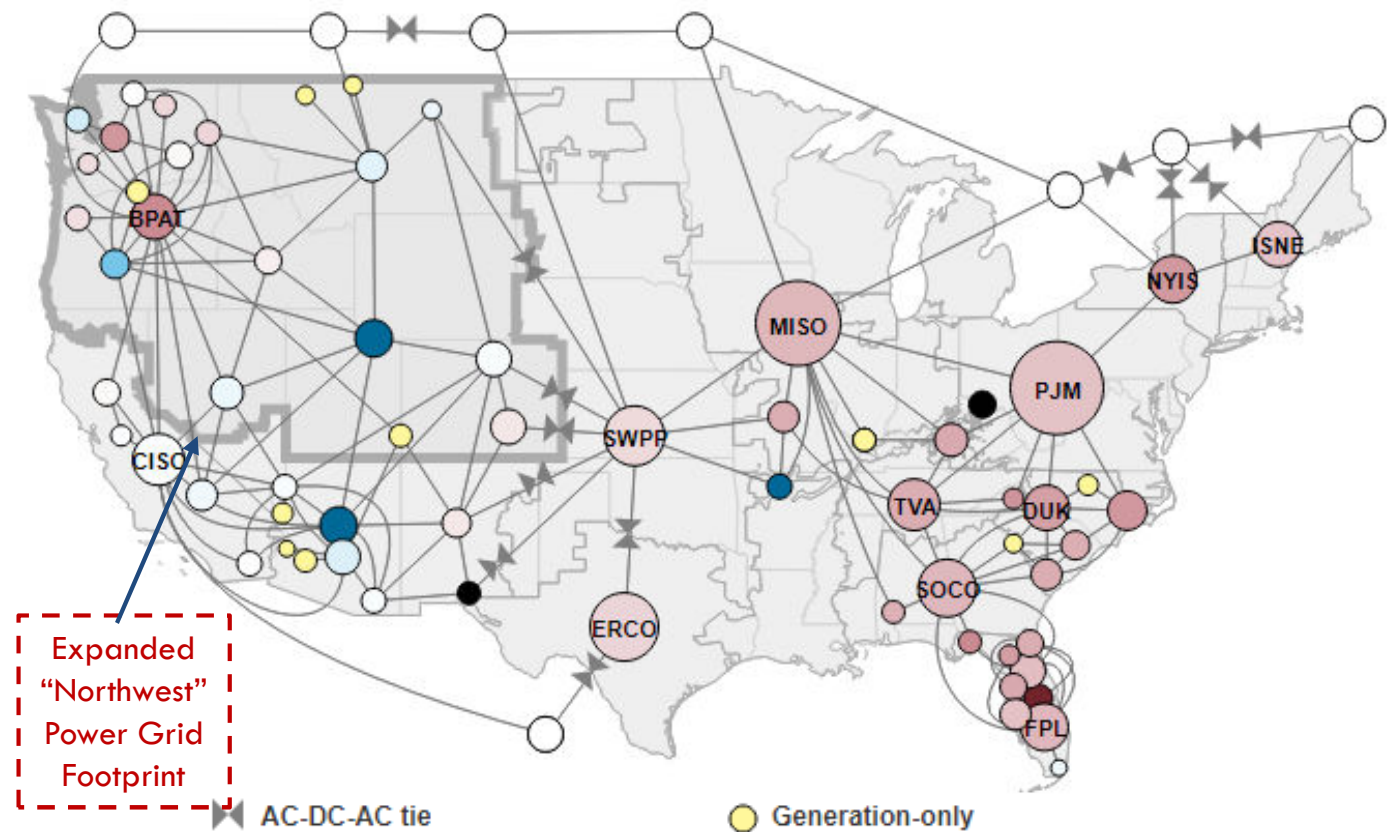 BPAT
ISNE
NYIS
MISO
PJM
SWPP
CISO
TVA
DUK
SOCO
ERCO
FPL
Expanded
“Northwest”
Power Grid
Footprint
AC-DC-AC tie
Generation-only